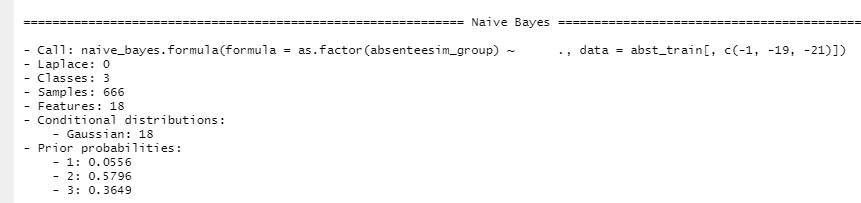 ============================================================= Naive Bayes ==========================================
- Call: naive_bayes.formula(formula = as.factor(absenteesim_group) ~      ., data = abst_train[, c(-1, -19, -21)])
- Laplace: 0
- Classes: 3
- Samples: 666
- Features: 18
- Conditional distributions:
    - Gaussian: 18
- Prior probabilities:
    - 1: 0.0556
    - 2: 0.5796
    - 3: 0.3649